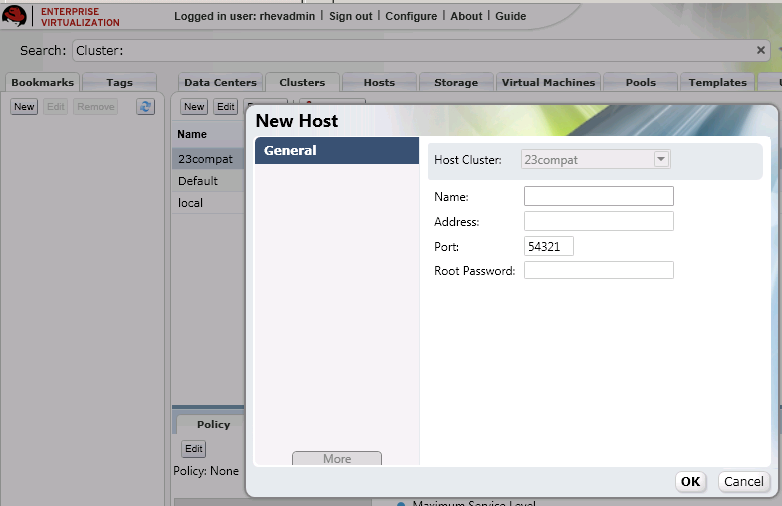 ENTERPRISE
VIRTUALIZATION
Logged in user: rhevadmin | Sign out | Configure | About | Guide
Search: Cluster:
Bookmarks Tags
New Edit Remove
Data Centers Clusters Hosts Storage Virtual Machines Pools Templates
New Edit
Name
23compat
Default
local
New Host
General
Host Cluster: 23compat
Name:
Address:
Port: 54321
Root Password:
More
OK Cancel
Policy
Edit
Policy: None
Maximum Service Level